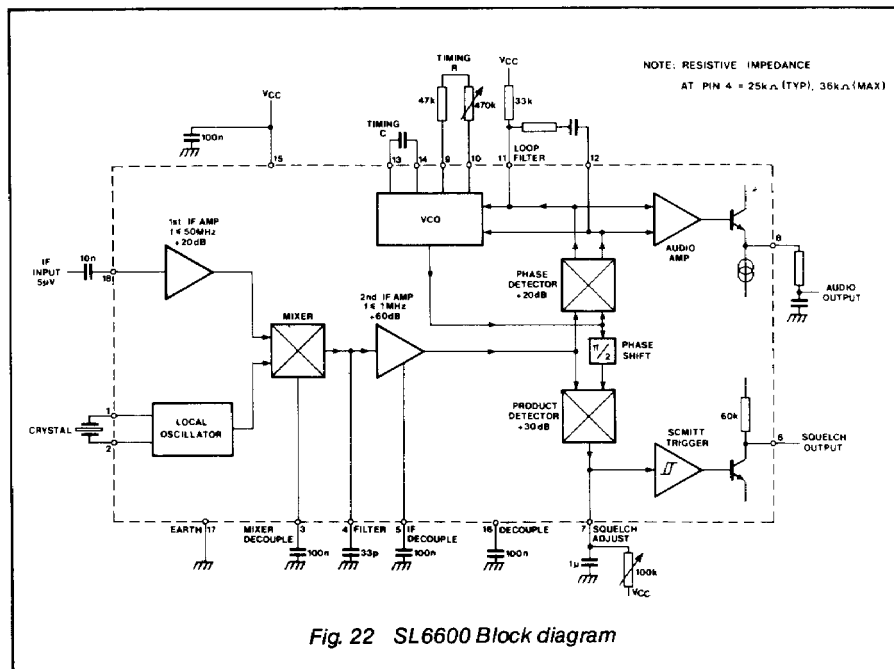 NOTE: RESISTIVE IMPEDANCE
AT PIN 4 = 25kΩ (TYP), 36kΩ (MAX)
TIMING
R
VCC
VCC
47k
470k
33k
100n
TIMING
C
LOOP
FILTER
15
13
14
9
10
11
12
1st IF AMP
f ≤ 50MHz
+20dB
VCO
AUDIO
AMP
8
IF
INPUT
5μV
10n
18
2nd IF AMP
f ≤ 1MHz
+60dB
PHASE
DETECTOR
+20dB
AUDIO
OUTPUT
MIXER
π/2
PHASE
SHIFT
CRYSTAL
1
2
LOCAL
OSCILLATOR
PRODUCT
DETECTOR
+30dB
SCMITT
TRIGGER
60k
6
SQUELCH
OUTPUT
EARTH
17
MIXER
DECOUPLE
3
4
FILTER
5
IF
DECOUPLE
16
DECOUPLE
7
SQUELCH
ADJUST
100n
33p
100n
100n
1μ
100k
VCC
Fig. 22 SL6600 Block diagram